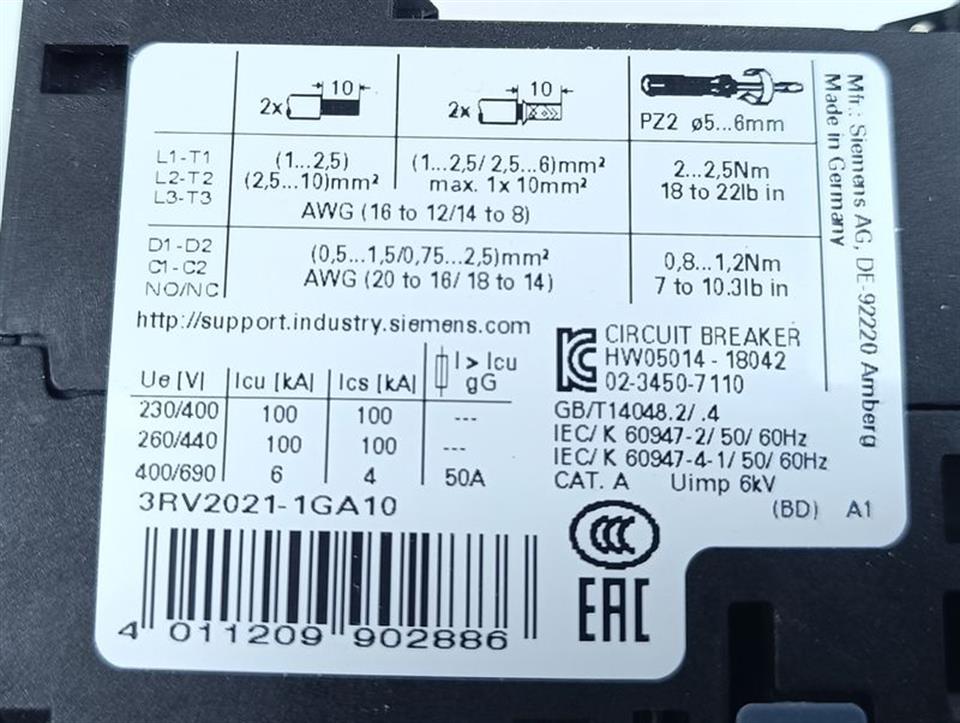 10
10
2x
2x
PZ2 ø5...6mm
L1-T1
L2-T2
L3-T3
(1...2,5)
(2,5...10)mm²
(1...2,5/ 2,5...6)mm²
max. 1x 10mm²
AWG (16 to 12/14 to 8)
2...2,5Nm
18 to 22lb in
D1-D2
C1-C2
NO/NC
(0,5...1,5/0,75...2,5)mm²
AWG (20 to 16/ 18 to 14)
0,8...1,2Nm
7 to 10.3lb in
http://support.industry.siemens.com
Ue [V] Icu [kA] Ics [kA] I > Icu
gG
230/400 100 100 ---
260/440 100 100 ---
400/690 6 4 50A
3RV2021-1GA10
4 011209 902886
KC
CIRCUIT BREAKER
HW05014-18042
02-3450-7110
GB/T14048.2/ .4
IEC/ K 60947-2/ 50/ 60Hz
IEC/ K 60947-4-1/ 50/ 60Hz
CAT. A Uimp 6kV
(BD) A1
CCC
EAC
Mfr.: Siemens AG, DE-92220 Amberg
Made in Germany